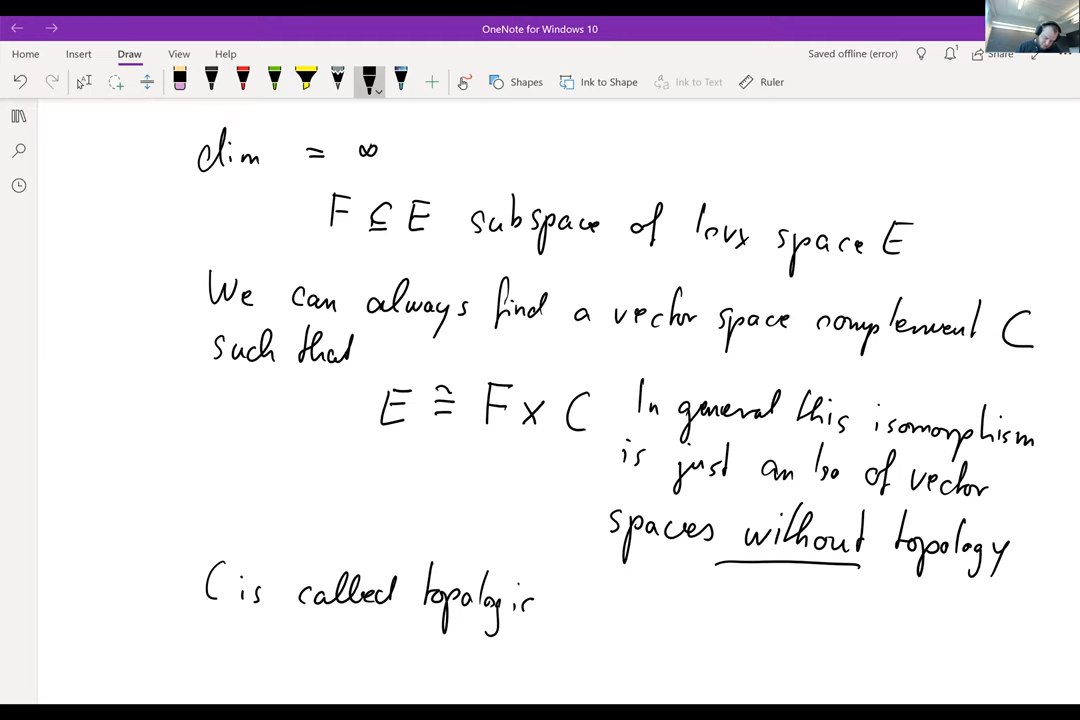 OneNote for Windows 10
Home Insert Draw View Help Saved offline (error) Share
Shapes Ink to Shape Ink to Text Ruler
dim = ∞
F ⊆ E subspace of lcvx space E
We can always find a vector space complement C
such that
E ≅ F × C In general this isomorphism
is just an iso of vector
spaces without topology
C is called topologic